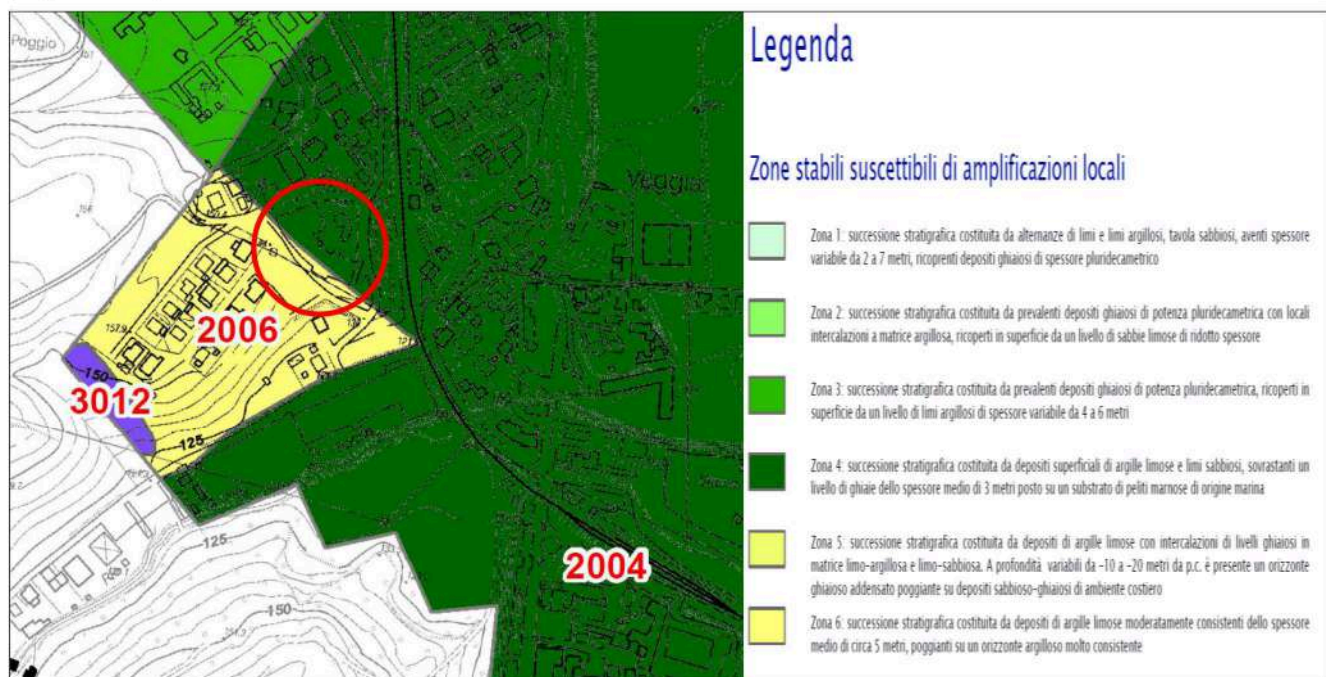 Poggio
Veggia
157.9
2006
150
3012
125
2004
125
150
Legenda
Zone stabili suscettibili di amplificazioni locali
Zona 1: successione stratigrafica costituita da alternanze di limi e limi argillosi, tavola sabbiosi, aventi spessore
variabile da 2 a 7 metri, ricoprenti depositi ghiaiosi di spessore pluridecametrico
Zona 2: successione stratigrafica costituita da prevalenti depositi ghiaiosi di potenza pluridecametrica con locali
intercalazioni a matrice argillosa, ricoperti in superficie da un livello di sabbie limose di ridotto spessore
Zona 3: successione stratigrafica costituita da prevalenti depositi ghiaiosi di potenza pluridecametrica, ricoperti in
superficie da un livello di limi argillosi di spessore variabile da 4 a 6 metri
Zona 4: successione stratigrafica costituita da depositi superficiali di argille limose e limi sabbiosi, sovrastanti un
livello di ghiaie dello spessore medio di 3 metri posto su un substrato di peliti marnose di origine marina
Zona 5: successione stratigrafica costituita da depositi di argille limose con intercalazioni di livelli ghiaiosi in
matrice limo-argillosa e limo-sabbiosa. A profondità variabili da -10 a -20 metri da p.c. è presente un orizzonte
ghiaioso addensato poggiante su depositi sabbioso-ghiaiosi di ambiente costiero
Zona 6: successione stratigrafica costituita da depositi di argille limose moderatamente consistenti dello spessore
medio di circa 5 metri, poggianti su un orizzonte argilloso molto consistente